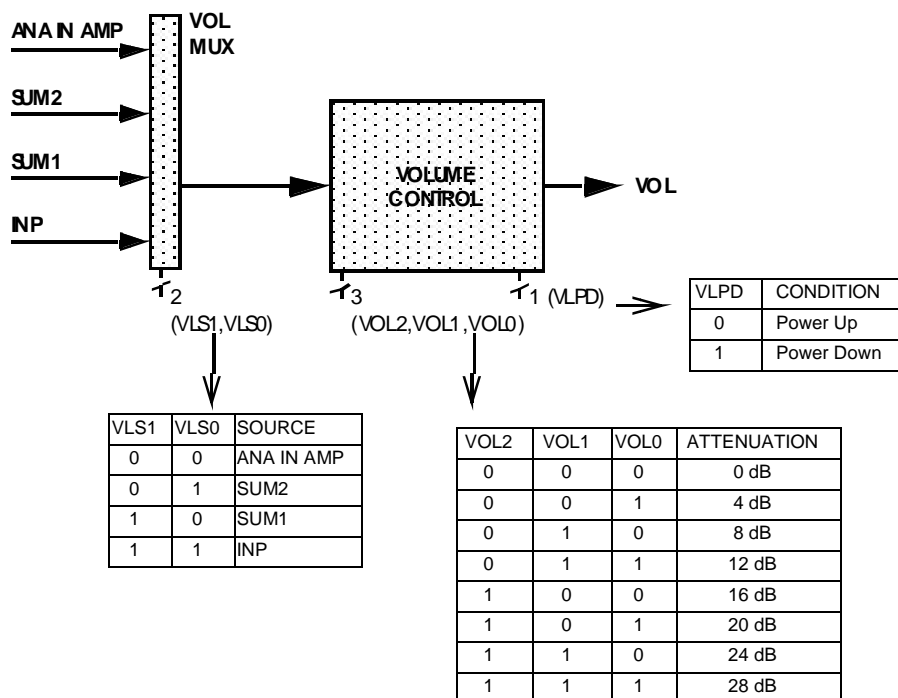 ANA IN AMP
VOL
MUX
SUM2
SUM1
INP
VOLUME
CONTROL
VOL
2
3
1 (VLPD)
(VLS1,VLS0)
(VOL2,VOL1,VOL0)
VLPD CONDITION
0 Power Up
1 Power Down
VLS1 VLS0 SOURCE
0 0 ANA IN AMP
0 1 SUM2
1 0 SUM1
1 1 INP
VOL2 VOL1 VOL0 ATTENUATION
0 0 0 0 dB
0 0 1 4 dB
0 1 0 8 dB
0 1 1 12 dB
1 0 0 16 dB
1 0 1 20 dB
1 1 0 24 dB
1 1 1 28 dB